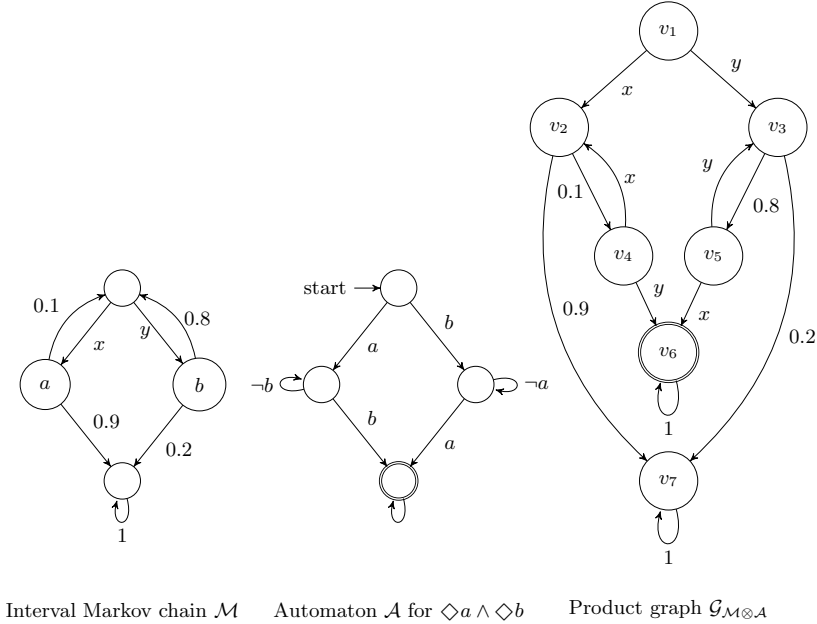 v₁
x
y
v₂
v₃
0.1
x
y
0.8
v₄
v₅
y
x
0.9
0.2
v₆
1
v₇
1
0.1
0.8
x
y
a
b
0.9
0.2
1
start
a
b
¬b
¬a
b
a
Interval Markov chain ℳ
Automaton 𝒜 for ◇a ∧ ◇b
Product graph 𝒢ℳ⊗𝒜